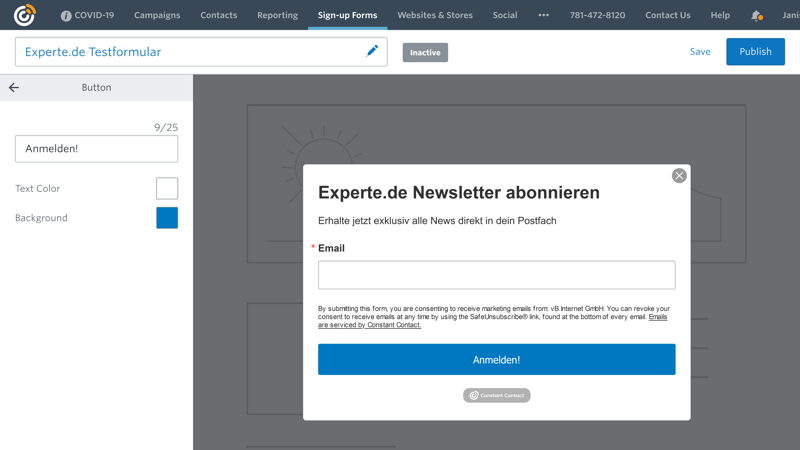 COVID-19 Campaigns Contacts Reporting Sign-up Forms Websites & Stores Social ••• 781-472-8120 Contact Us Help Janis
Experte.de Testformular Inactive Save Publish
Button
9/25
Anmelden!
Text Color
Background
Experte.de Newsletter abonnieren
Erhalte jetzt exklusiv alle News direkt in dein Postfach
* Email
By submitting this form, you are consenting to receive marketing emails from: vB Internet GmbH. You can revoke your
consent to receive emails at any time by using the SafeUnsubscribe® link, found at the bottom of every email. Emails
are serviced by Constant Contact.
Anmelden!
Constant Contact